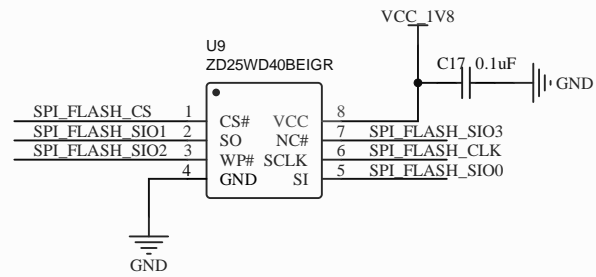 VCC_1V8
U9
ZD25WD40BEIGR
C17 0.1uF
GND
SPI_FLASH_CS 1 CS# VCC 8
SPI_FLASH_SIO1 2 SO NC# 7 SPI_FLASH_SIO3
SPI_FLASH_SIO2 3 WP# SCLK 6 SPI_FLASH_CLK
4 GND SI 5 SPI_FLASH_SIO0
GND